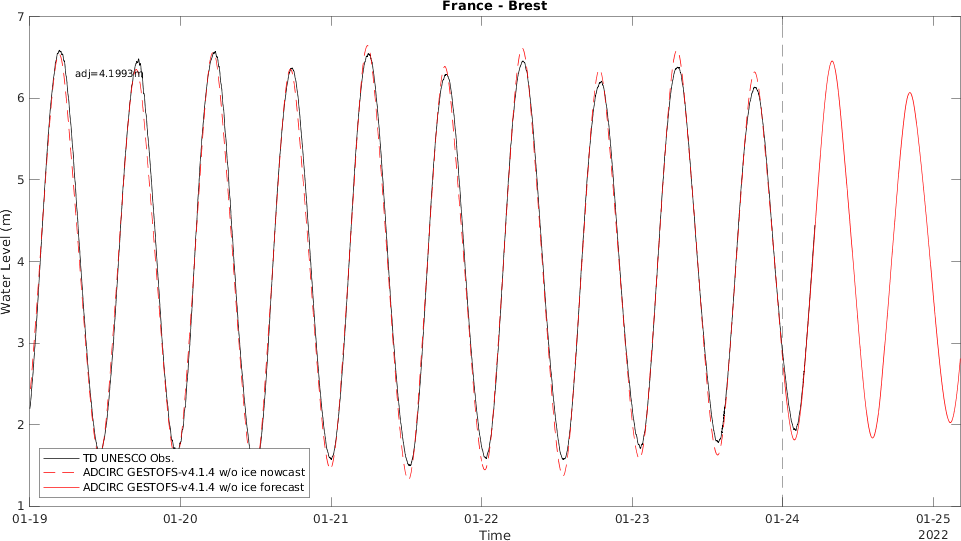 France - Brest
7
6
5
4
3
2
1
Water Level (m)
adj=4.1993m
TD UNESCO Obs.
ADCIRC GESTOFS-v4.1.4 w/o ice nowcast
ADCIRC GESTOFS-v4.1.4 w/o ice forecast
01-19 01-20 01-21 01-22 01-23 01-24 01-25
Time 2022